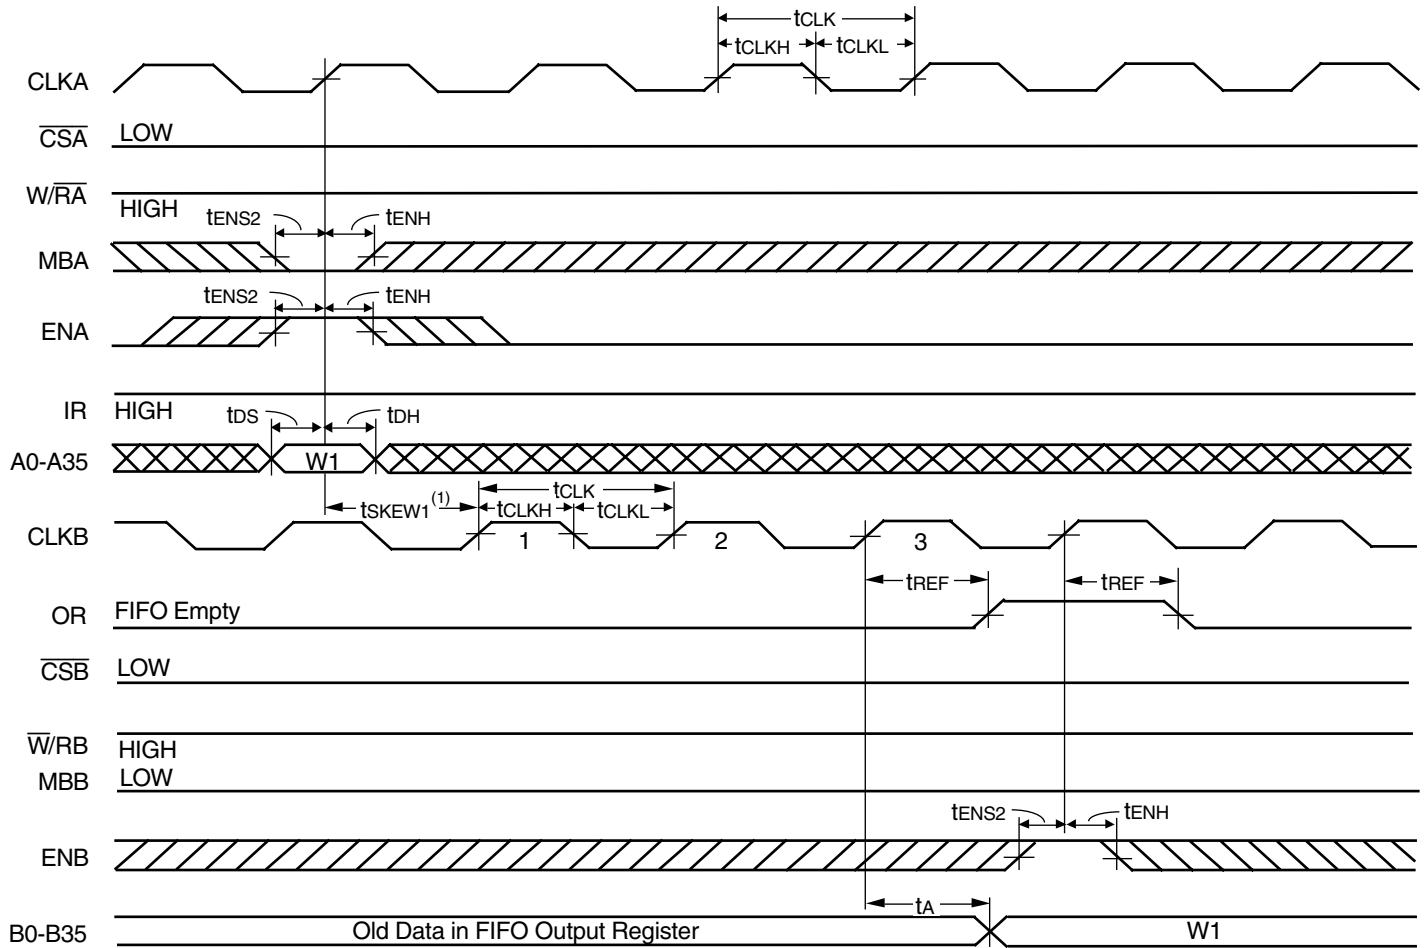 tCLK
tCLKH tCLKL
CLKA
CSA LOW
W/RA
HIGH
tENS2 tENH
MBA
tENS2 tENH
ENA
IR HIGH
tDS tDH
A0-A35 W1
tSKEW1(1) tCLK
tCLKH tCLKL
CLKB 1 2 3
tREF tREF
OR FIFO Empty
CSB LOW
W/RB HIGH
MBB LOW
tENS2 tENH
ENB
tA
B0-B35 Old Data in FIFO Output Register W1